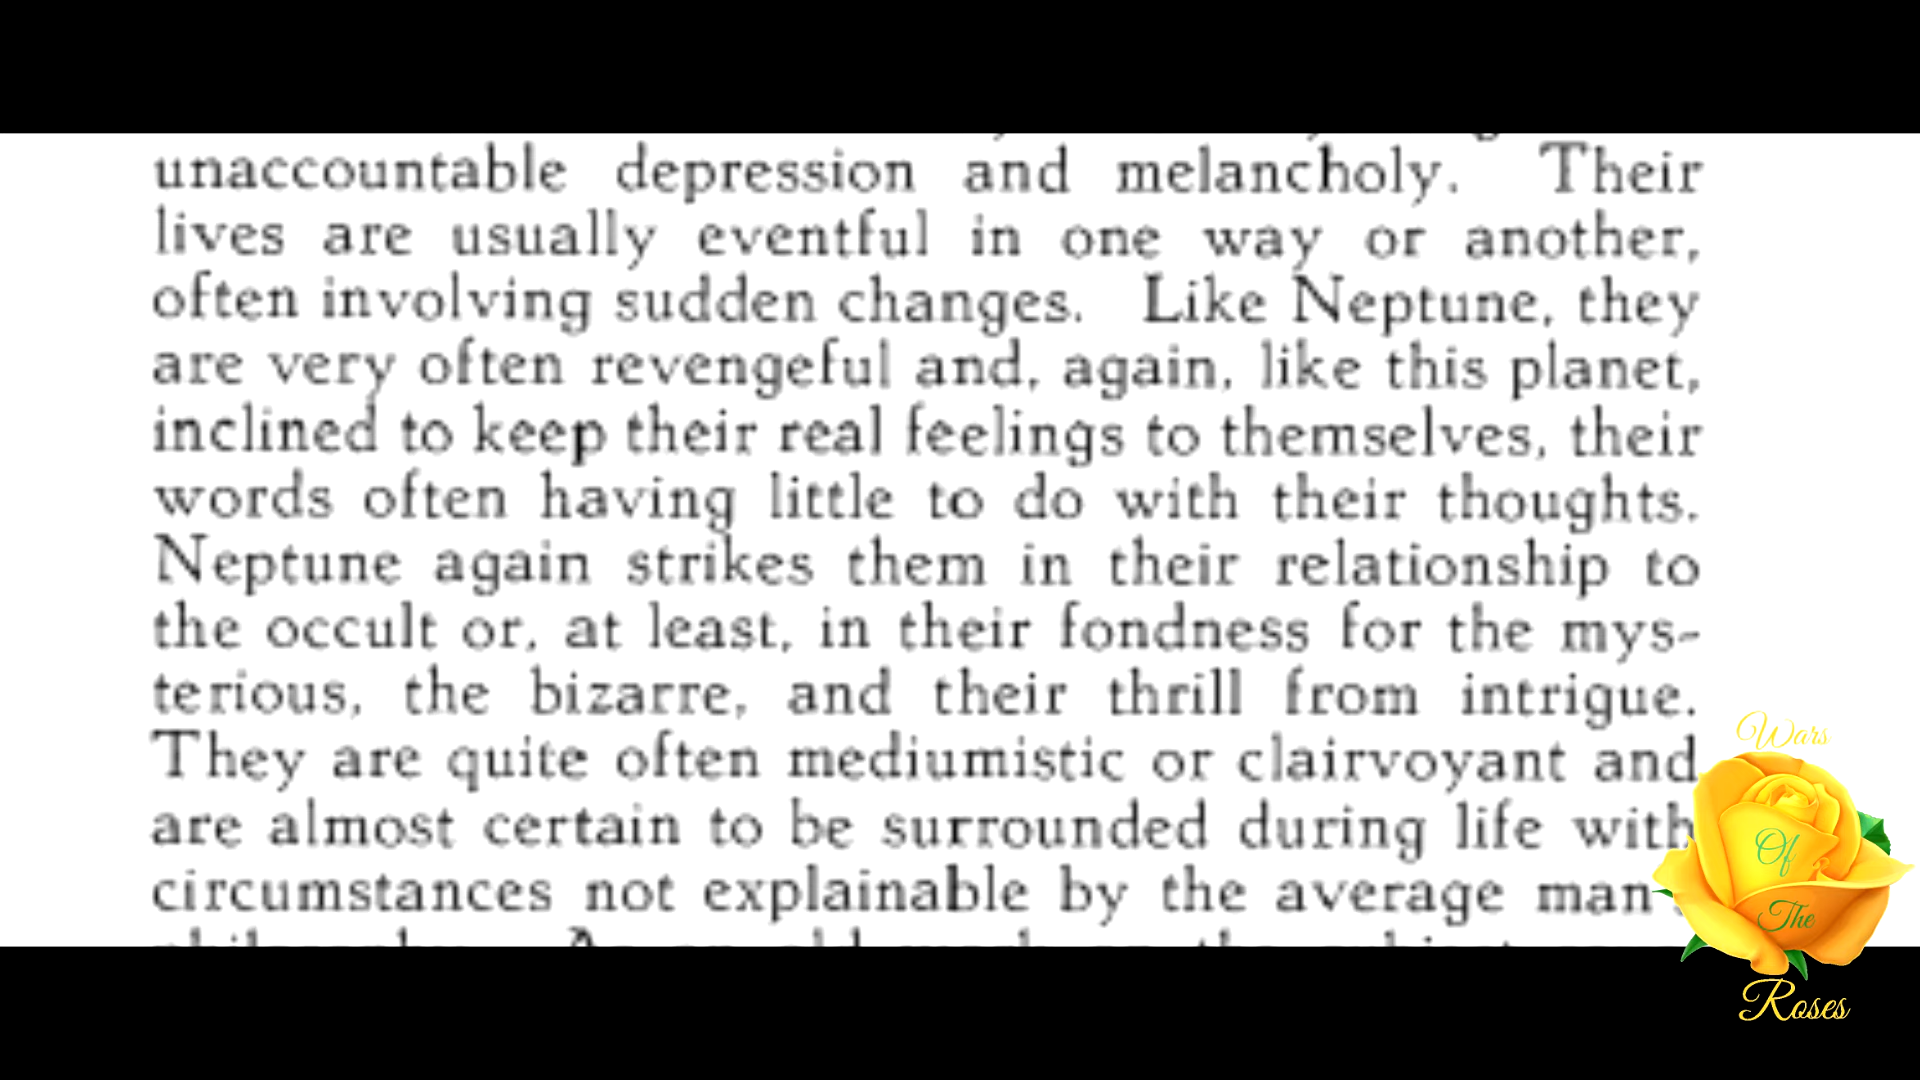 unaccountable depression and melancholy. Their
lives are usually eventful in one way or another,
often involving sudden changes. Like Neptune, they
are very often revengeful and, again, like this planet,
inclined to keep their real feelings to themselves, their
words often having little to do with their thoughts.
Neptune again strikes them in their relationship to
the occult or, at least, in their fondness for the mys-
terious, the bizarre, and their thrill from intrigue.
They are quite often mediumistic or clairvoyant and
are almost certain to be surrounded during life with
circumstances not explainable by the average man
Wars
Of
The
Roses